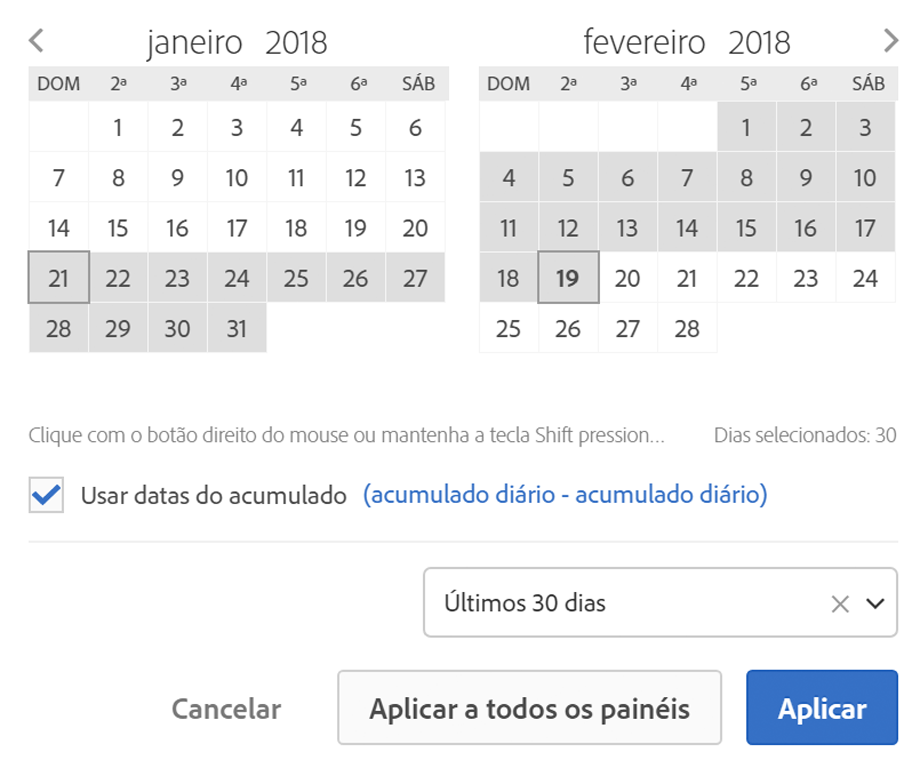 janeiro 2018 fevereiro 2018
DOM 2ª 3ª 4ª 5ª 6ª SÁB DOM 2ª 3ª 4ª 5ª 6ª SÁB
1 2 3 4 5 6 1 2 3
7 8 9 10 11 12 13 4 5 6 7 8 9 10
14 15 16 17 18 19 20 11 12 13 14 15 16 17
21 22 23 24 25 26 27 18 19 20 21 22 23 24
28 29 30 31 25 26 27 28
Clique com o botão direito do mouse ou mantenha a tecla Shift pression... Dias selecionados: 30
Usar datas do acumulado (acumulado diário - acumulado diário)
Últimos 30 dias
Cancelar Aplicar a todos os painéis Aplicar